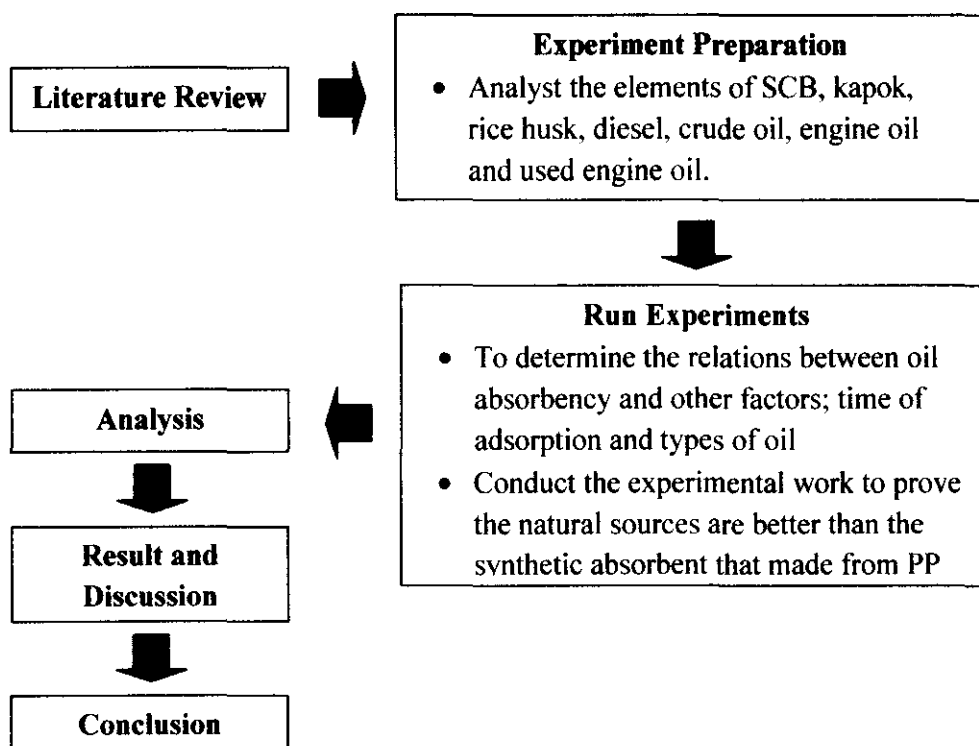 Literature Review
Experiment Preparation
• Analyst the elements of SCB, kapok,
rice husk, diesel, crude oil, engine oil
and used engine oil.
Run Experiments
• To determine the relations between oil
absorbency and other factors; time of
adsorption and types of oil
• Conduct the experimental work to prove
the natural sources are better than the
synthetic absorbent that made from PP
Analysis
Result and
Discussion
Conclusion